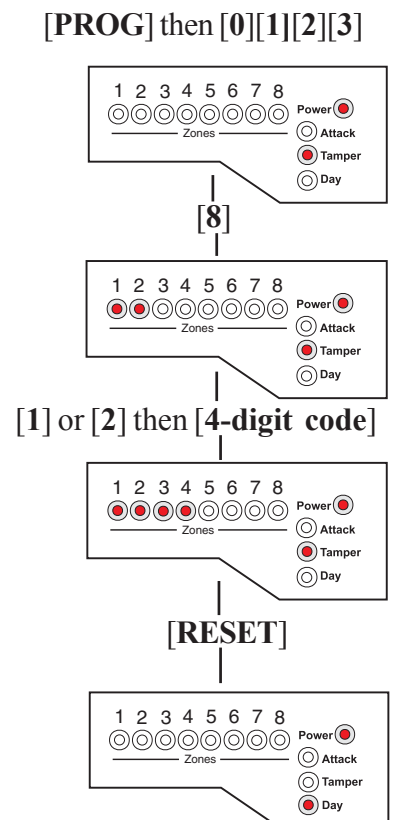 [PROG] then [0][1][2][3]
1 2 3 4 5 6 7 8
Power
Attack
Zones
Tamper
Day
[8]
1 2 3 4 5 6 7 8
Power
Attack
Zones
Tamper
Day
[1] or [2] then [4-digit code]
1 2 3 4 5 6 7 8
Power
Attack
Zones
Tamper
Day
[RESET]
1 2 3 4 5 6 7 8
Power
Attack
Zones
Tamper
Day